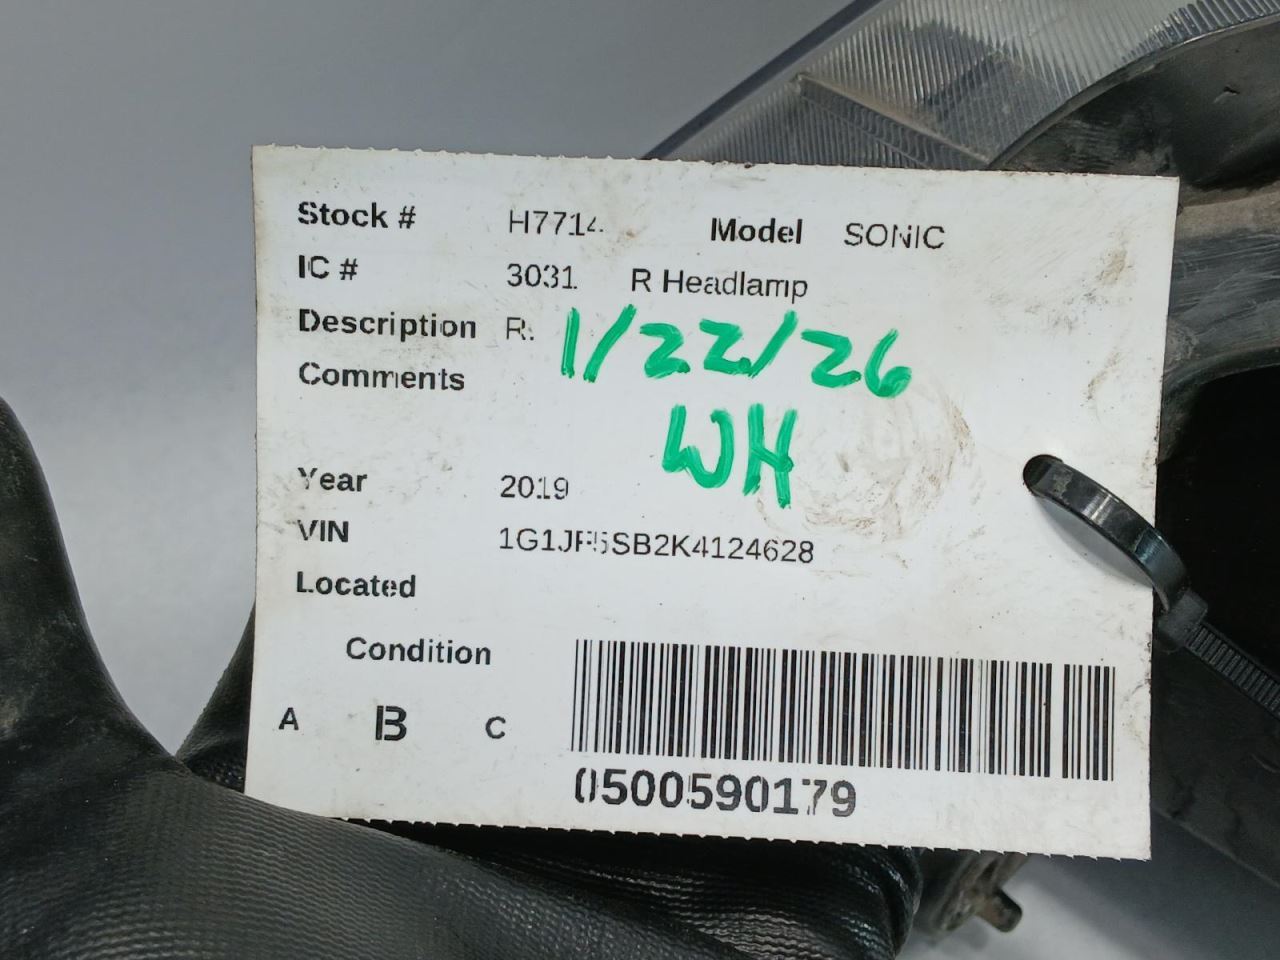 Stock # H7714 Model SONIC
IC # 3031 R Headlamp
Description R.
1/22/26
Comments
WH
Year 2019
VIN 1G1JF5SB2K4124628
Located
Condition
A B C
0500590179